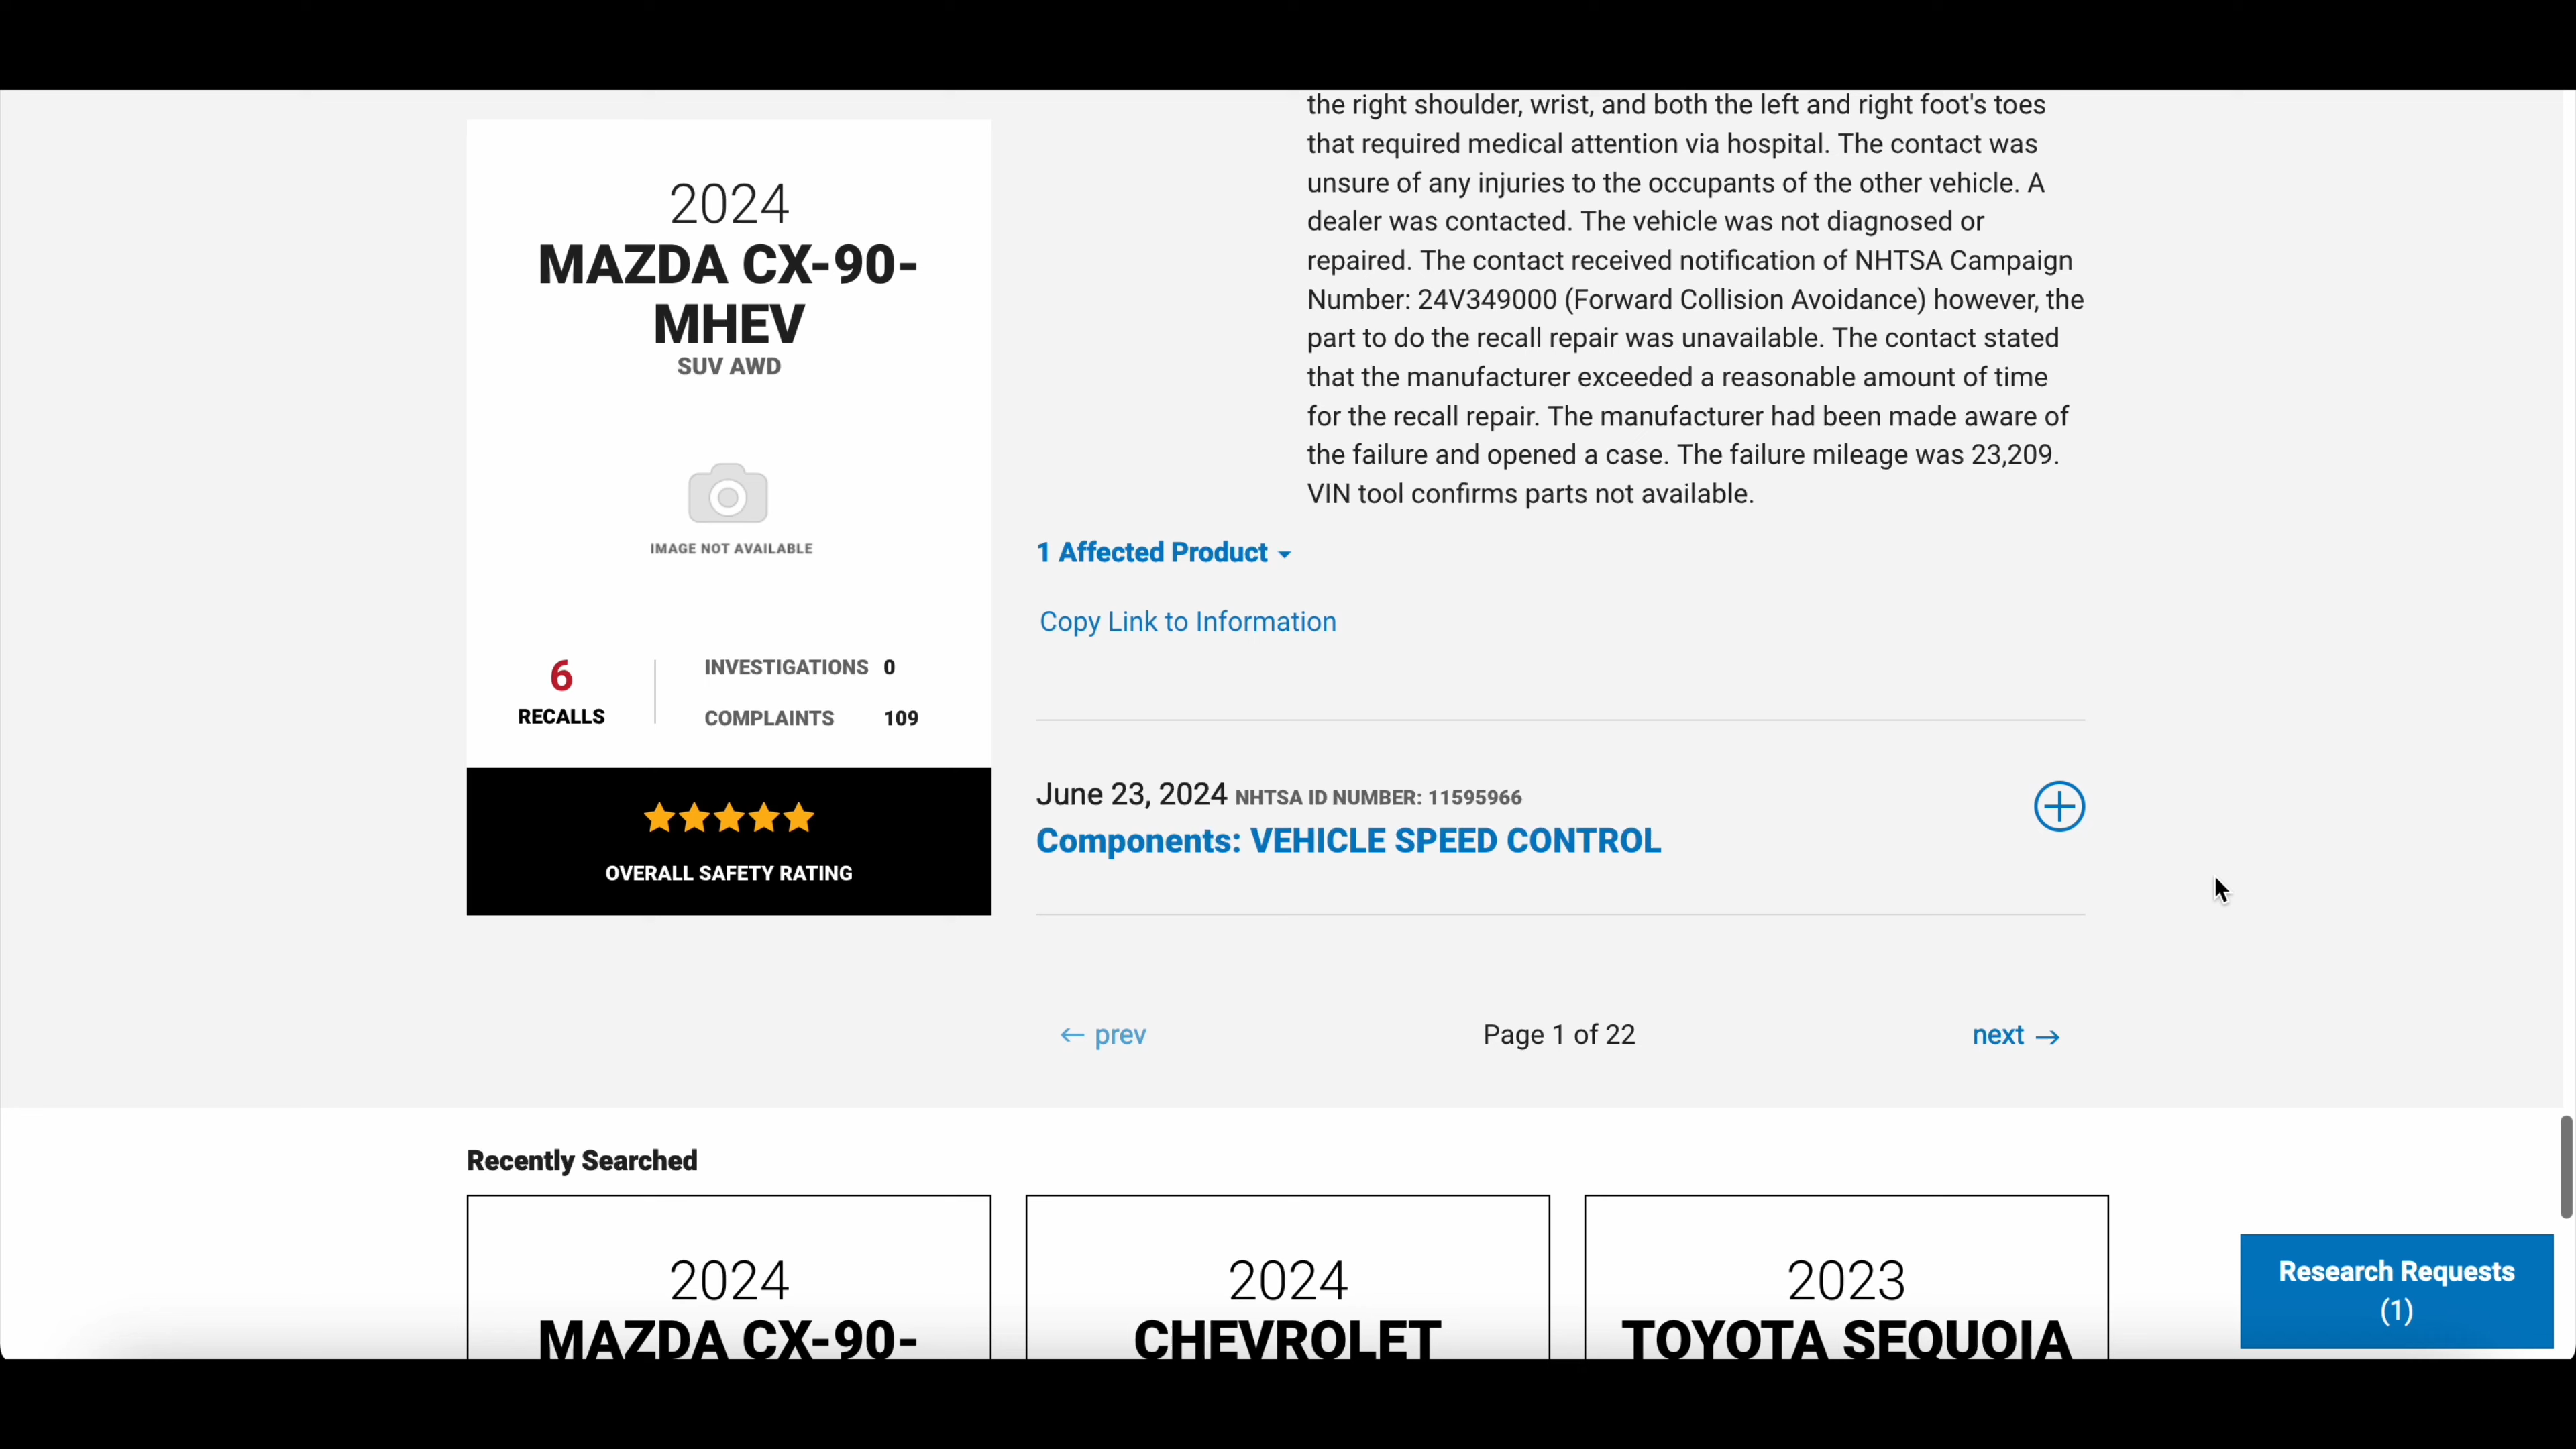 the right shoulder, wrist, and both the left and right foot's toes
that required medical attention via hospital. The contact was
unsure of any injuries to the occupants of the other vehicle. A
dealer was contacted. The vehicle was not diagnosed or
repaired. The contact received notification of NHTSA Campaign
Number: 24V349000 (Forward Collision Avoidance) however, the
part to do the recall repair was unavailable. The contact stated
that the manufacturer exceeded a reasonable amount of time
for the recall repair. The manufacturer had been made aware of
the failure and opened a case. The failure mileage was 23,209.
VIN tool confirms parts not available.
1 Affected Product
Copy Link to Information
2024
MAZDA CX-90-
MHEV
SUV AWD
IMAGE NOT AVAILABLE
6
RECALLS
INVESTIGATIONS 0
COMPLAINTS 109
OVERALL SAFETY RATING
June 23, 2024 NHTSA ID NUMBER: 11595966
Components: VEHICLE SPEED CONTROL
← prev
Page 1 of 22
next →
Recently Searched
2024
MAZDA CX-90-
2024
CHEVROLET
2023
TOYOTA SEQUOIA
Research Requests
(1)